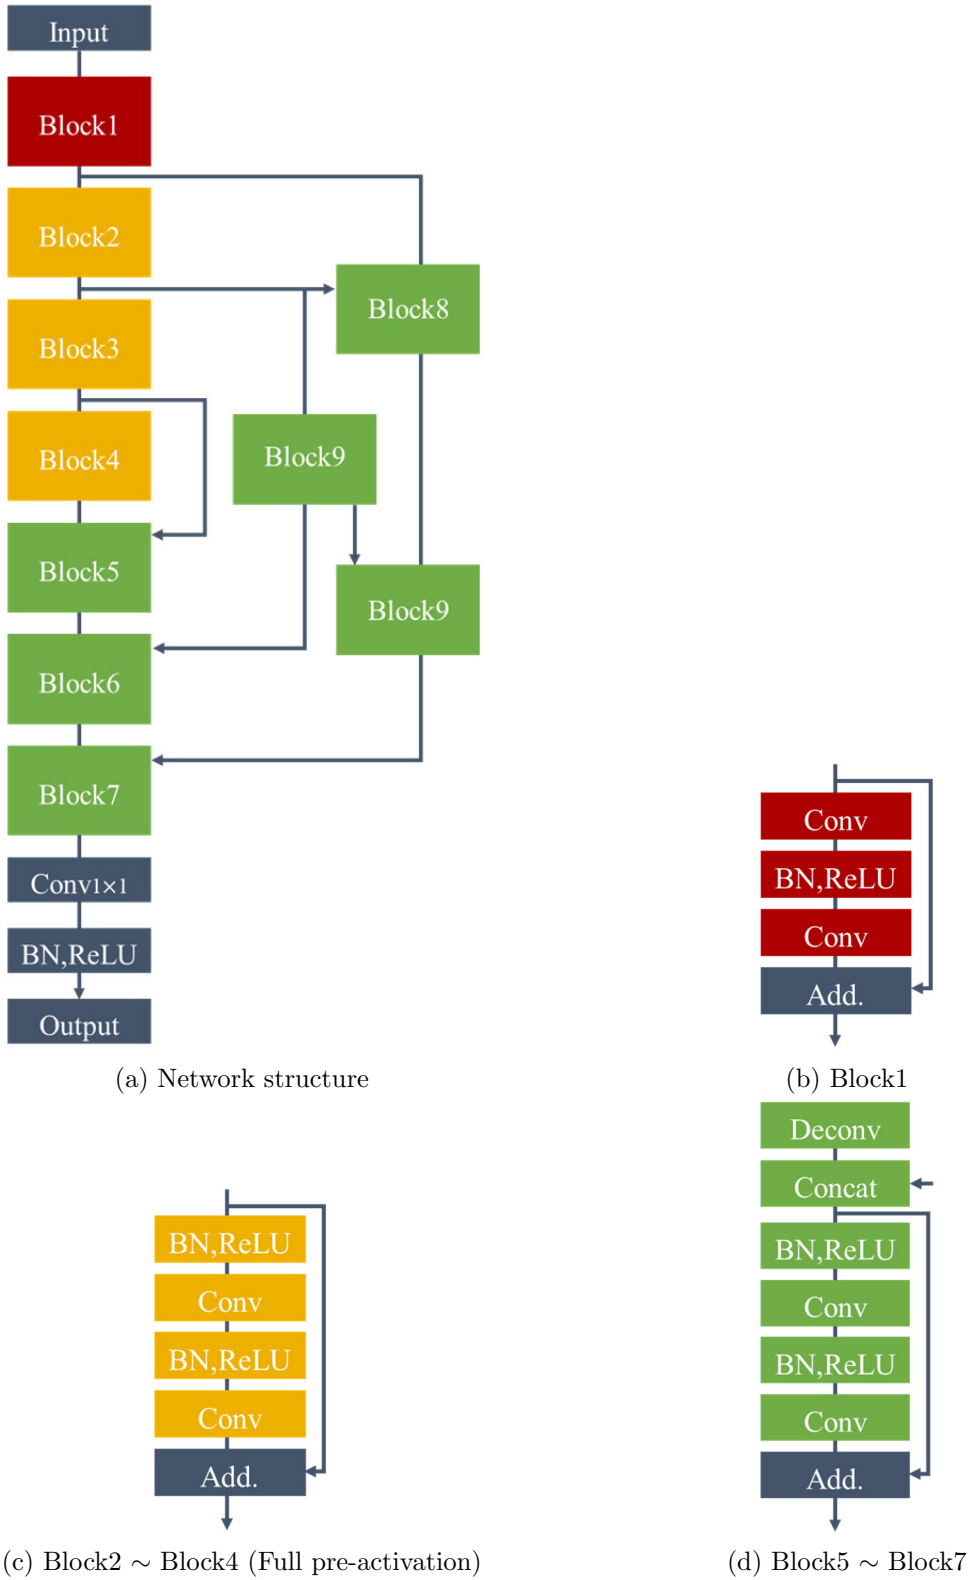 Input
Block1
Block2
Block8
Block3
Block9
Block4
Block5
Block9
Block6
Block7
Conv1×1
BN,ReLU
Output
(a) Network structure
Conv
BN,ReLU
Conv
Add.
(b) Block1
BN,ReLU
Conv
BN,ReLU
Conv
Add.
(c) Block2 ∼ Block4 (Full pre-activation)
Deconv
Concat
BN,ReLU
Conv
BN,ReLU
Conv
Add.
(d) Block5 ∼ Block7